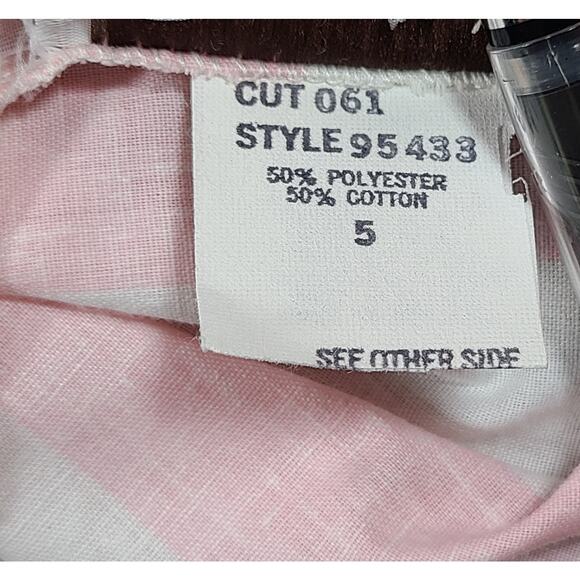 CUT 061
STYLE 95433
50% POLYESTER
50% COTTON
5
SEE OTHER SIDE